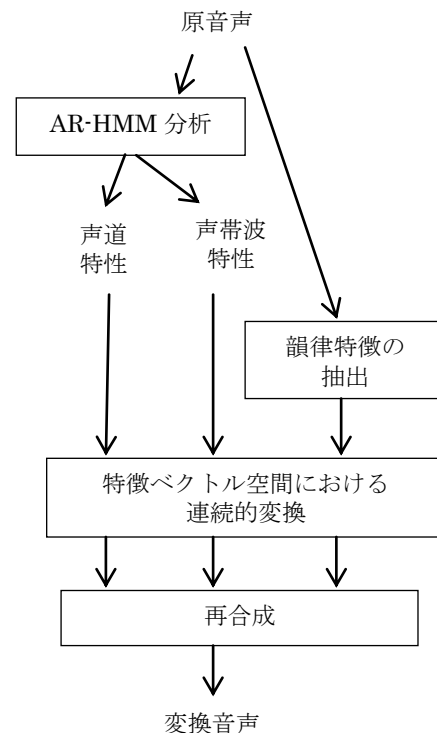 原音声
AR-HMM 分析
声道
特性
声帯波
特性
韻律特徴の
抽出
特徴ベクトル空間における
連続的変換
再合成
変換音声